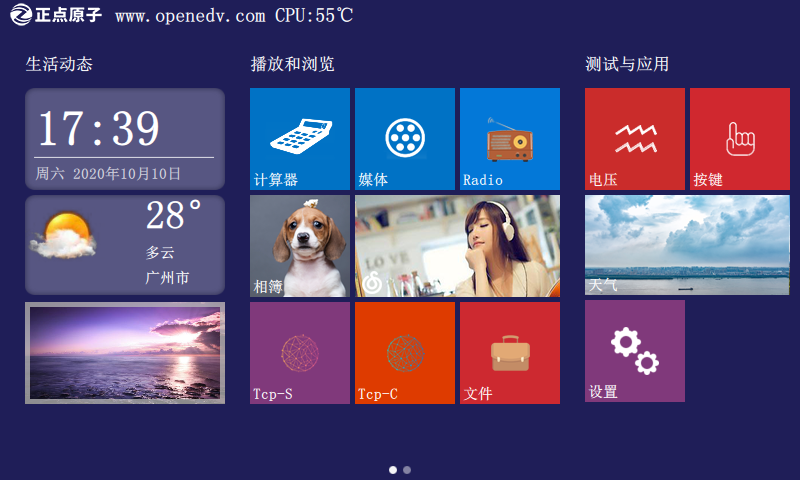 正点原子 www.openedv.com CPU:55℃
生活动态
17:39
周六 2020年10月10日
28°
多云
广州市
播放和浏览
计算器
媒体
Radio
相簿
LOVE
Tcp-S
Tcp-C
文件
测试与应用
电压
按键
天气
设置